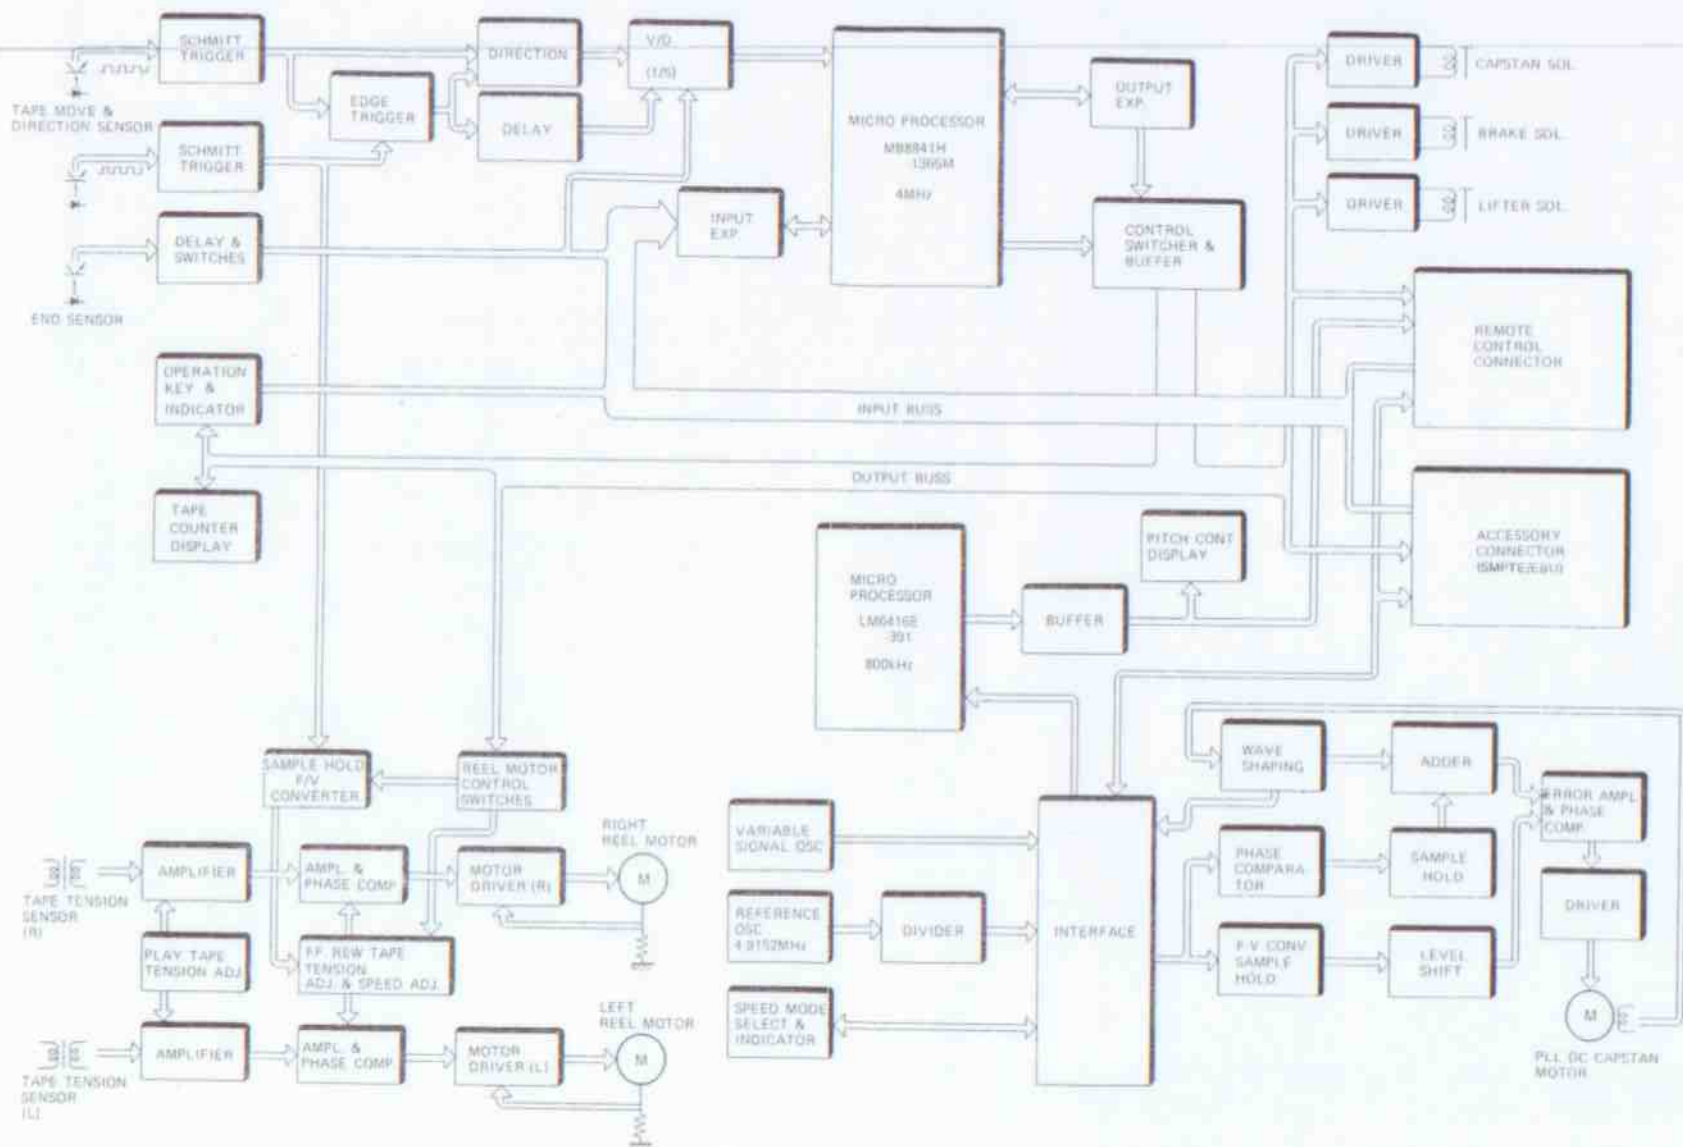 SCHMITT
TRIGGER
DIRECTION
V/D
(I/S)
DRIVER
CAPSTAN SOL.
TAPE MOVE &
DIRECTION SENSOR
EDGE
TRIGGER
DELAY
MICRO PROCESSOR
MB8841H
-1365M
4MHz
OUTPUT
EXP.
DRIVER
BRAKE SOL.
SCHMITT
TRIGGER
DRIVER
LIFTER SOL.
DELAY &
SWITCHES
INPUT
EXP.
CONTROL
SWITCHER &
BUFFER
END SENSOR
REMOTE
CONTROL
CONNECTOR
OPERATION
KEY &
INDICATOR
INPUT BUSS
OUTPUT BUSS
TAPE
COUNTER
DISPLAY
MICRO
PROCESSOR
LM6416E
-391
800kHz
PITCH CONT
DISPLAY
ACCESSORY
CONNECTOR
(SMPTE/EBU)
BUFFER
SAMPLE HOLD
F/V
CONVERTER
REEL MOTOR
CONTROL
SWITCHES
WAVE
SHAPING
ADDER
ERROR AMPL
& PHASE
COMP.
RIGHT
REEL MOTOR
VARIABLE
SIGNAL OSC
AMPLIFIER
AMPL. &
PHASE COMP
MOTOR
DRIVER (R)
M
PHASE
COMPARA-
TOR
SAMPLE
HOLD
TAPE TENSION
SENSOR
(R)
REFERENCE
OSC
4.9152MHz
DIVIDER
INTERFACE
DRIVER
PLAY TAPE
TENSION ADJ.
FF. REW TAPE
TENSION
ADJ. & SPEED ADJ.
F-V CONV
SAMPLE
HOLD
LEVEL
SHIFT
LEFT
REEL MOTOR
SPEED MODE
SELECT &
INDICATOR
M
AMPLIFIER
AMPL. &
PHASE COMP
MOTOR
DRIVER (L)
M
PLL DC CAPSTAN
MOTOR
TAPE TENSION
SENSOR
(L)